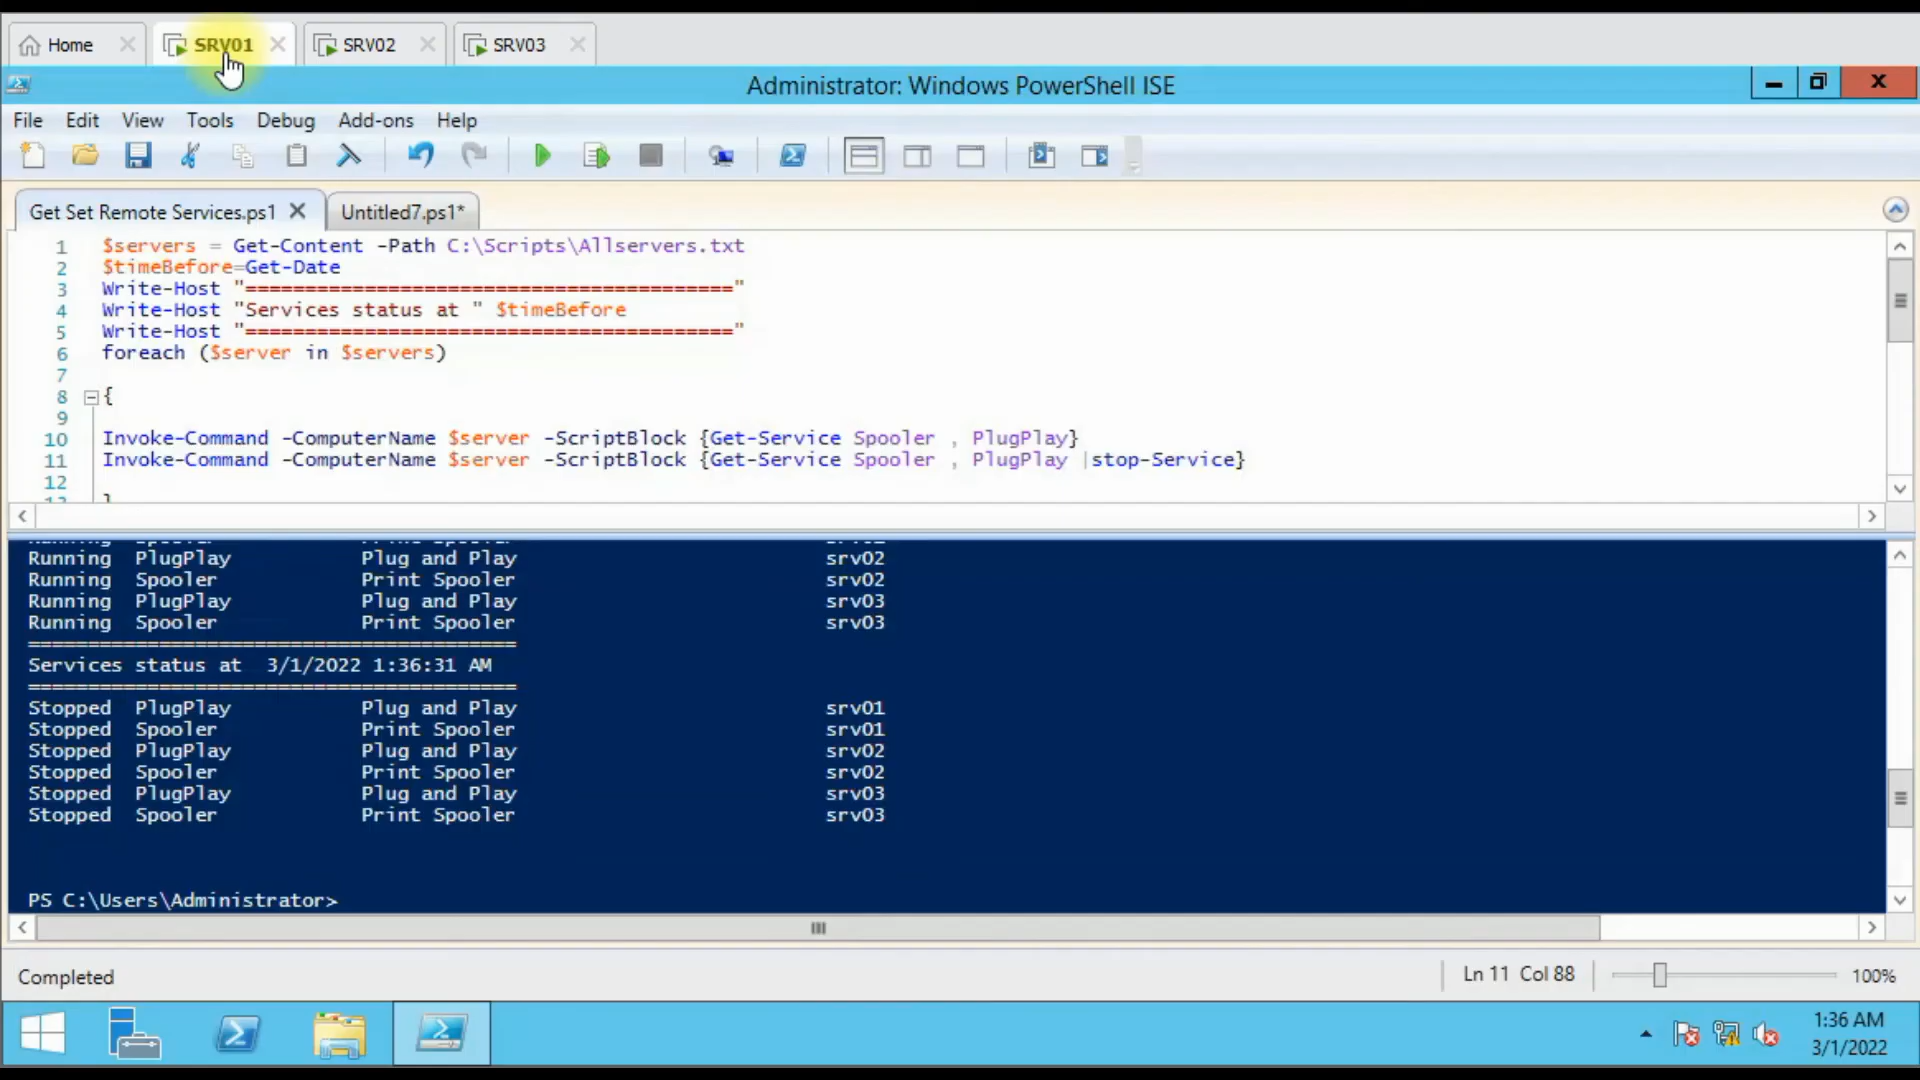 Home
SRV01
SRV02
SRV03
Administrator: Windows PowerShell ISE
X
File Edit View Tools Debug Add-ons Help
Get Set Remote Services.ps1
Untitled7.ps1*
1 $servers = Get-Content -Path C:\Scripts\Allservers.txt
2 $timeBefore=Get-Date
3 Write-Host "========================================="
4 Write-Host "Services status at " $timeBefore
5 Write-Host "========================================="
6 foreach ($server in $servers)
7
8 {
9
10 Invoke-Command -ComputerName $server -ScriptBlock {Get-Service Spooler , PlugPlay}
11 Invoke-Command -ComputerName $server -ScriptBlock {Get-Service Spooler , PlugPlay |stop-Service}
12
Running PlugPlay Plug and Play srv02
Running Spooler Print Spooler srv02
Running PlugPlay Plug and Play srv03
Running Spooler Print Spooler srv03
=========================================
Services status at 3/1/2022 1:36:31 AM
=========================================
Stopped PlugPlay Plug and Play srv01
Stopped Spooler Print Spooler srv01
Stopped PlugPlay Plug and Play srv02
Stopped Spooler Print Spooler srv02
Stopped PlugPlay Plug and Play srv03
Stopped Spooler Print Spooler srv03
PS C:\Users\Administrator>
Completed
Ln 11 Col 88
100%
1:36 AM
3/1/2022